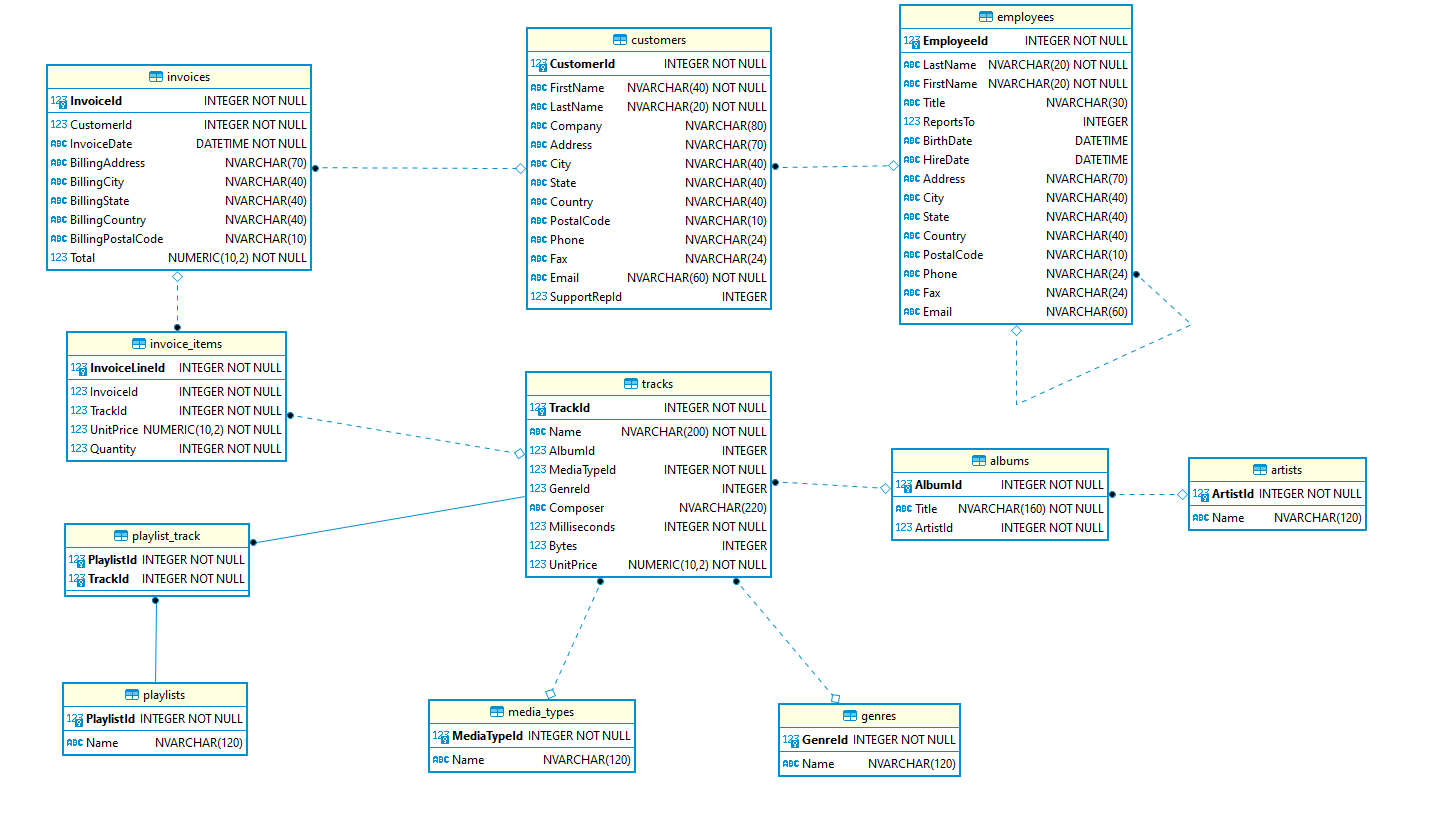 employees
123 EmployeeId INTEGER NOT NULL
ABC LastName NVARCHAR(20) NOT NULL
ABC FirstName NVARCHAR(20) NOT NULL
ABC Title NVARCHAR(30)
123 ReportsTo INTEGER
ABC BirthDate DATETIME
ABC HireDate DATETIME
ABC Address NVARCHAR(70)
ABC City NVARCHAR(40)
ABC State NVARCHAR(40)
ABC Country NVARCHAR(40)
ABC PostalCode NVARCHAR(10)
ABC Phone NVARCHAR(24)
ABC Fax NVARCHAR(24)
ABC Email NVARCHAR(60)
customers
123 CustomerId INTEGER NOT NULL
ABC FirstName NVARCHAR(40) NOT NULL
ABC LastName NVARCHAR(20) NOT NULL
ABC Company NVARCHAR(80)
ABC Address NVARCHAR(70)
ABC City NVARCHAR(40)
ABC State NVARCHAR(40)
ABC Country NVARCHAR(40)
ABC PostalCode NVARCHAR(10)
ABC Phone NVARCHAR(24)
ABC Fax NVARCHAR(24)
ABC Email NVARCHAR(60) NOT NULL
123 SupportRepId INTEGER
invoices
123 InvoiceId INTEGER NOT NULL
123 CustomerId INTEGER NOT NULL
ABC InvoiceDate DATETIME NOT NULL
ABC BillingAddress NVARCHAR(70)
ABC BillingCity NVARCHAR(40)
ABC BillingState NVARCHAR(40)
ABC BillingCountry NVARCHAR(40)
ABC BillingPostalCode NVARCHAR(10)
123 Total NUMERIC(10,2) NOT NULL
invoice_items
123 InvoiceLineId INTEGER NOT NULL
123 InvoiceId INTEGER NOT NULL
123 TrackId INTEGER NOT NULL
123 UnitPrice NUMERIC(10,2) NOT NULL
123 Quantity INTEGER NOT NULL
tracks
123 TrackId INTEGER NOT NULL
ABC Name NVARCHAR(200) NOT NULL
123 AlbumId INTEGER
123 MediaTypeId INTEGER NOT NULL
123 GenreId INTEGER
ABC Composer NVARCHAR(220)
123 Milliseconds INTEGER NOT NULL
123 Bytes INTEGER
123 UnitPrice NUMERIC(10,2) NOT NULL
albums
123 AlbumId INTEGER NOT NULL
ABC Title NVARCHAR(160) NOT NULL
123 ArtistId INTEGER NOT NULL
artists
123 ArtistId INTEGER NOT NULL
ABC Name NVARCHAR(120)
playlist_track
123 PlaylistId INTEGER NOT NULL
123 TrackId INTEGER NOT NULL
playlists
123 PlaylistId INTEGER NOT NULL
ABC Name NVARCHAR(120)
media_types
123 MediaTypeId INTEGER NOT NULL
ABC Name NVARCHAR(120)
genres
123 GenreId INTEGER NOT NULL
ABC Name NVARCHAR(120)